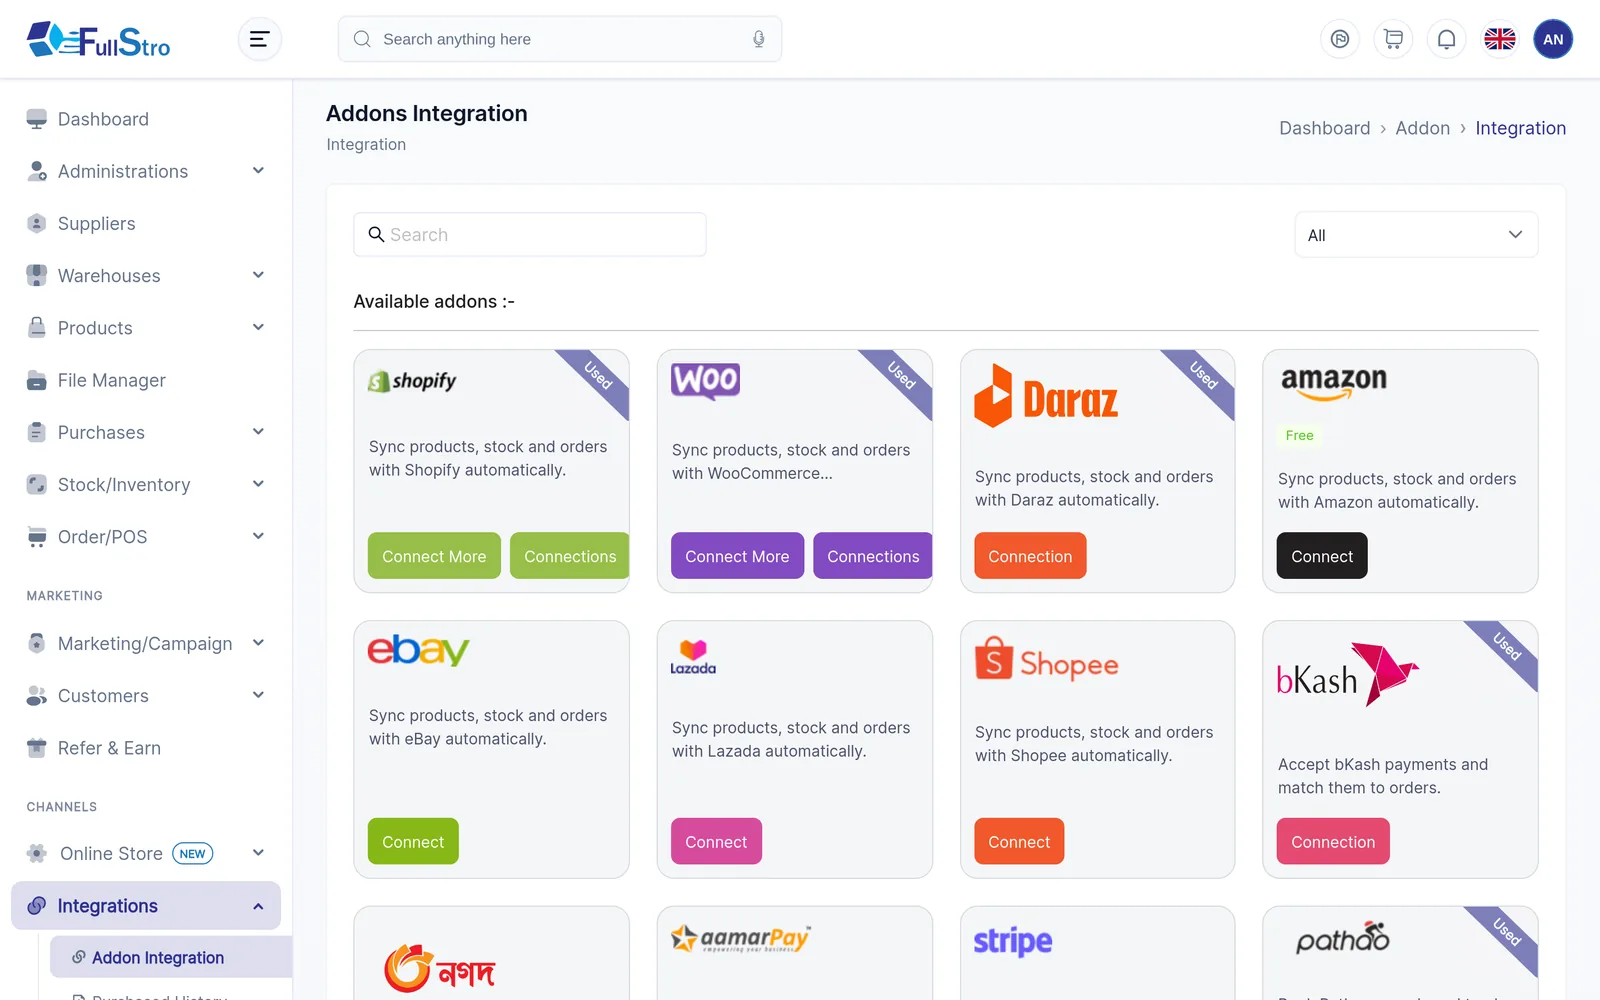 FullStro
Search anything here
AN
Dashboard
Administrations
Suppliers
Warehouses
Products
File Manager
Purchases
Stock/Inventory
Order/POS
MARKETING
Marketing/Campaign
Customers
Refer & Earn
CHANNELS
Online Store NEW
Integrations
Addon Integration
Purchased History
Addons Integration
Integration
Dashboard › Addon › Integration
Search
All
Available addons :-
shopify
Used
Sync products, stock and orders
with Shopify automatically.
Connect More Connections
WOO
Used
Sync products, stock and orders
with WooCommerce...
Connect More Connections
Daraz
Used
Sync products, stock and orders
with Daraz automatically.
Connection
amazon
Free
Sync products, stock and orders
with Amazon automatically.
Connect
ebay
Sync products, stock and orders
with eBay automatically.
Connect
Lazada
Sync products, stock and orders
with Lazada automatically.
Connect
S Shopee
Sync products, stock and orders
with Shopee automatically.
Connect
bKash
Used
Accept bKash payments and
match them to orders.
Connection
নগদ
aamarPay
empowering your business
stripe
pathao
Used